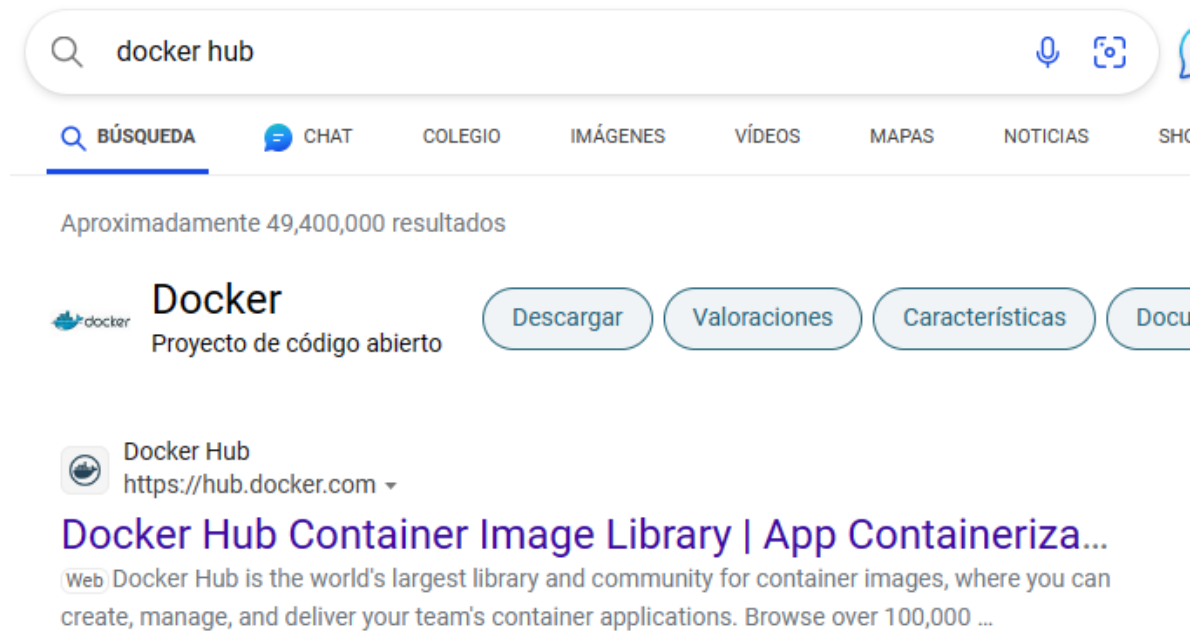 docker hub
BÚSQUEDA CHAT COLEGIO IMÁGENES VÍDEOS MAPAS NOTICIAS SHO
Aproximadamente 49,400,000 resultados
docker
Docker
Proyecto de código abierto
Descargar Valoraciones Características Docu
Docker Hub
https://hub.docker.com
Docker Hub Container Image Library | App Containeriza...
Web Docker Hub is the world's largest library and community for container images, where you can
create, manage, and deliver your team's container applications. Browse over 100,000 ...